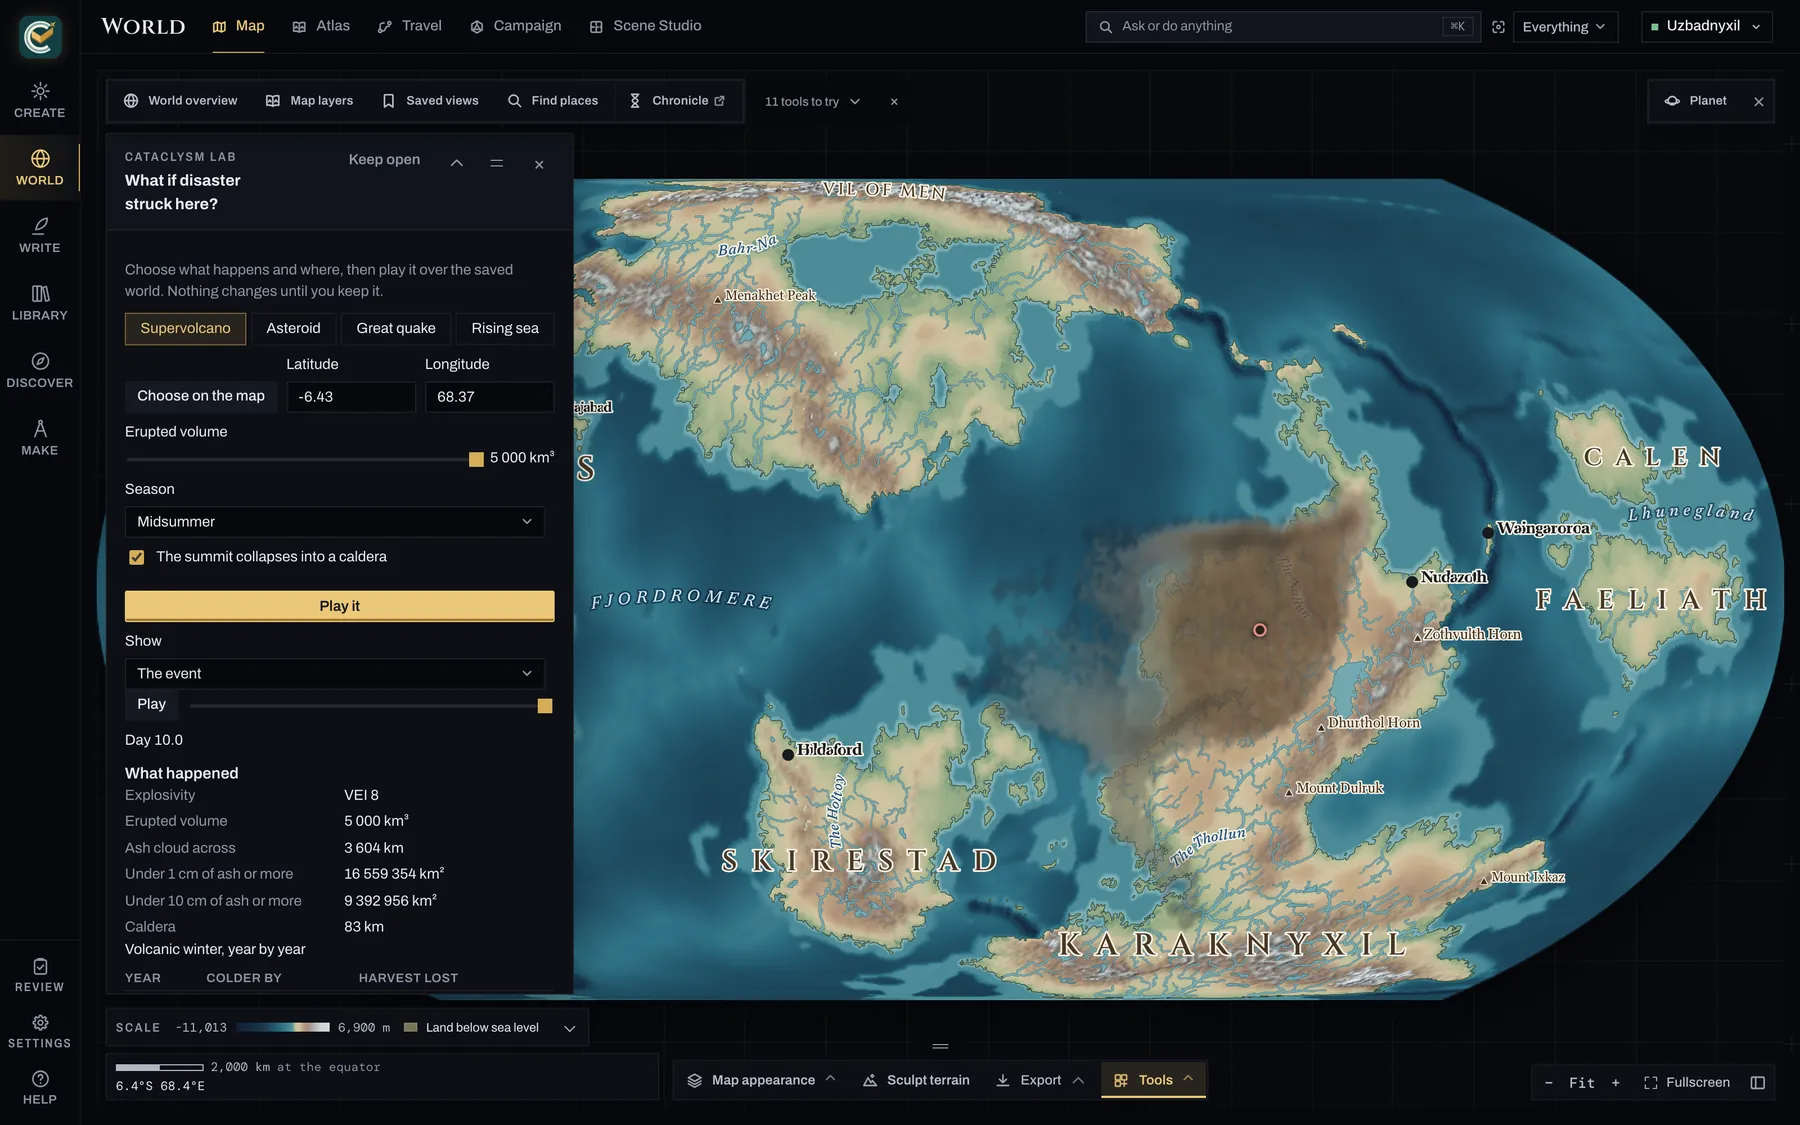 WORLD
Map
Atlas
Travel
Campaign
Scene Studio
Ask or do anything
⌘K
Everything
Uzbadnyxil
CREATE
WORLD
WRITE
LIBRARY
DISCOVER
MAKE
REVIEW
SETTINGS
HELP
World overview
Map layers
Saved views
Find places
Chronicle
11 tools to try
×
Planet
CATACLYSM LAB
Keep open
What if disaster
struck here?
Choose what happens and where, then play it over the saved
world. Nothing changes until you keep it.
Supervolcano
Asteroid
Great quake
Rising sea
Latitude
Longitude
Choose on the map
-6.43
68.37
Erupted volume
5 000 km³
Season
Midsummer
The summit collapses into a caldera
Play it
Show
The event
Play
Day 10.0
What happened
Explosivity VEI 8
Erupted volume 5 000 km³
Ash cloud across 3 604 km
Under 1 cm of ash or more 16 559 354 km²
Under 10 cm of ash or more 9 392 956 km²
Caldera 83 km
Volcanic winter, year by year
YEAR COLDER BY HARVEST LOST
VIL OF MEN
Bahr-Na
Menakhet Peak
ajabad
S
CALEN
Lhunegland
Waingaroroa
Nudazoth
FAELIATH
FJORDROMERE
Zothvulth Horn
Dhurthol Horn
Hildaford
Mount Dulruk
The Holtoy
The Thollun
SKIRESTAD
Mount Ixkaz
KARAKNYXIL
SCALE -11,013 6,900 m Land below sea level
2,000 km at the equator
6.4°S 68.4°E
Map appearance
Sculpt terrain
Export
Tools
− Fit +
Fullscreen